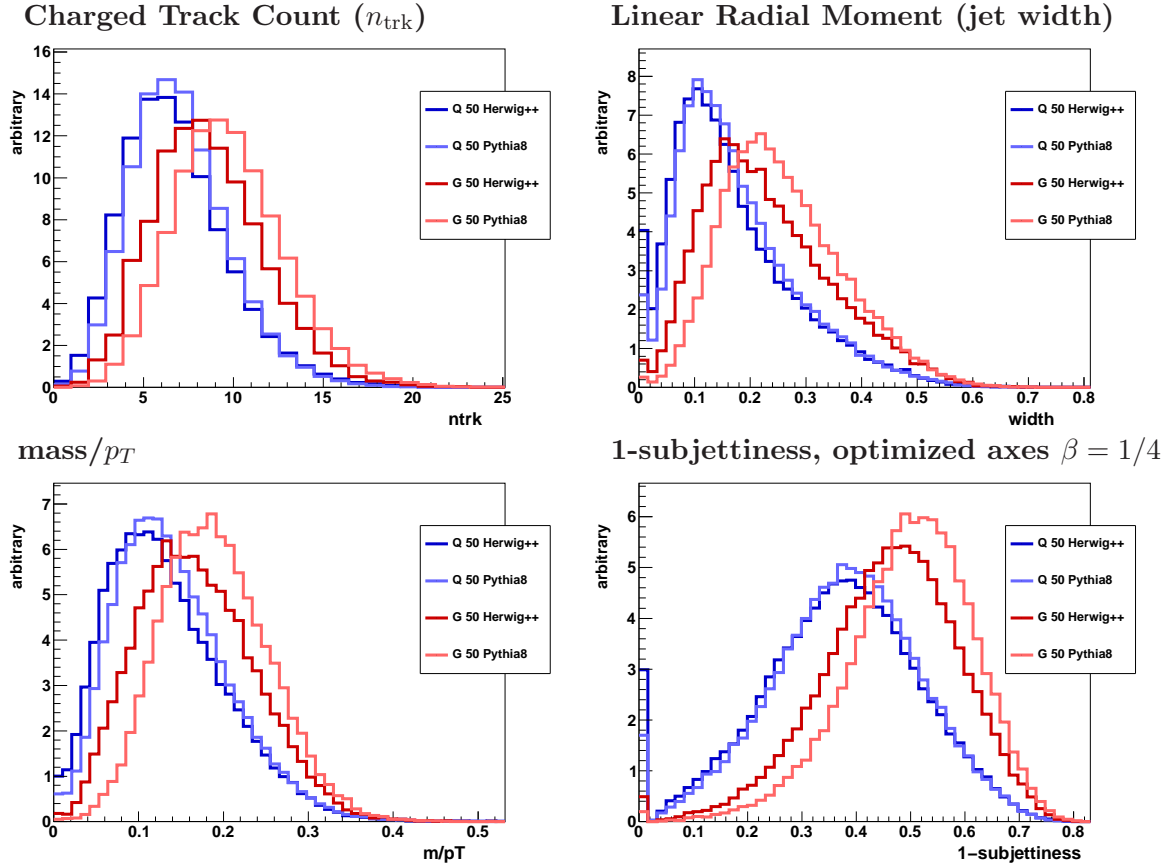 Charged Track Count (n_trk)
arbitrary
16
14
12
10
8
6
4
2
0
0
5
10
15
20
25
ntrk
Q 50 Herwig++
Q 50 Pythia8
G 50 Herwig++
G 50 Pythia8
Linear Radial Moment (jet width)
arbitrary
8
7
6
5
4
3
2
1
0
0
0.1
0.2
0.3
0.4
0.5
0.6
0.7
0.8
width
Q 50 Herwig++
Q 50 Pythia8
G 50 Herwig++
G 50 Pythia8
mass/p_T
arbitrary
7
6
5
4
3
2
1
0
0
0.1
0.2
0.3
0.4
0.5
m/pT
Q 50 Herwig++
Q 50 Pythia8
G 50 Herwig++
G 50 Pythia8
1-subjettiness, optimized axes β = 1/4
arbitrary
6
5
4
3
2
1
0
0
0.1
0.2
0.3
0.4
0.5
0.6
0.7
0.8
1−subjettiness
Q 50 Herwig++
Q 50 Pythia8
G 50 Herwig++
G 50 Pythia8